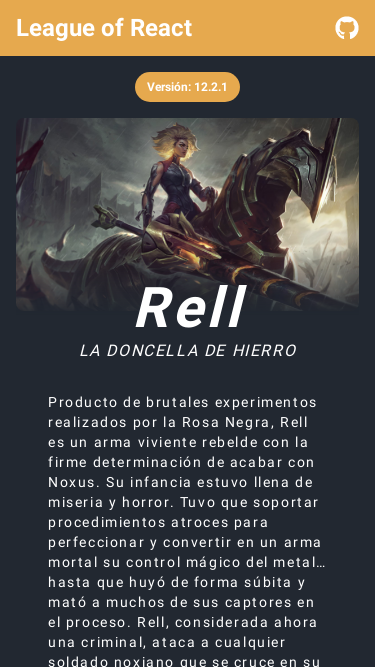 League of React
Versión: 12.2.1
Rell
LA DONCELLA DE HIERRO
Producto de brutales experimentos
realizados por la Rosa Negra, Rell
es un arma viviente rebelde con la
firme determinación de acabar con
Noxus. Su infancia estuvo llena de
miseria y horror. Tuvo que soportar
procedimientos atroces para
perfeccionar y convertir en un arma
mortal su control mágico del metal…
hasta que huyó de forma súbita y
mató a muchos de sus captores en
el proceso. Rell, considerada ahora
una criminal, ataca a cualquier
soldado noxiano que se cruce en su